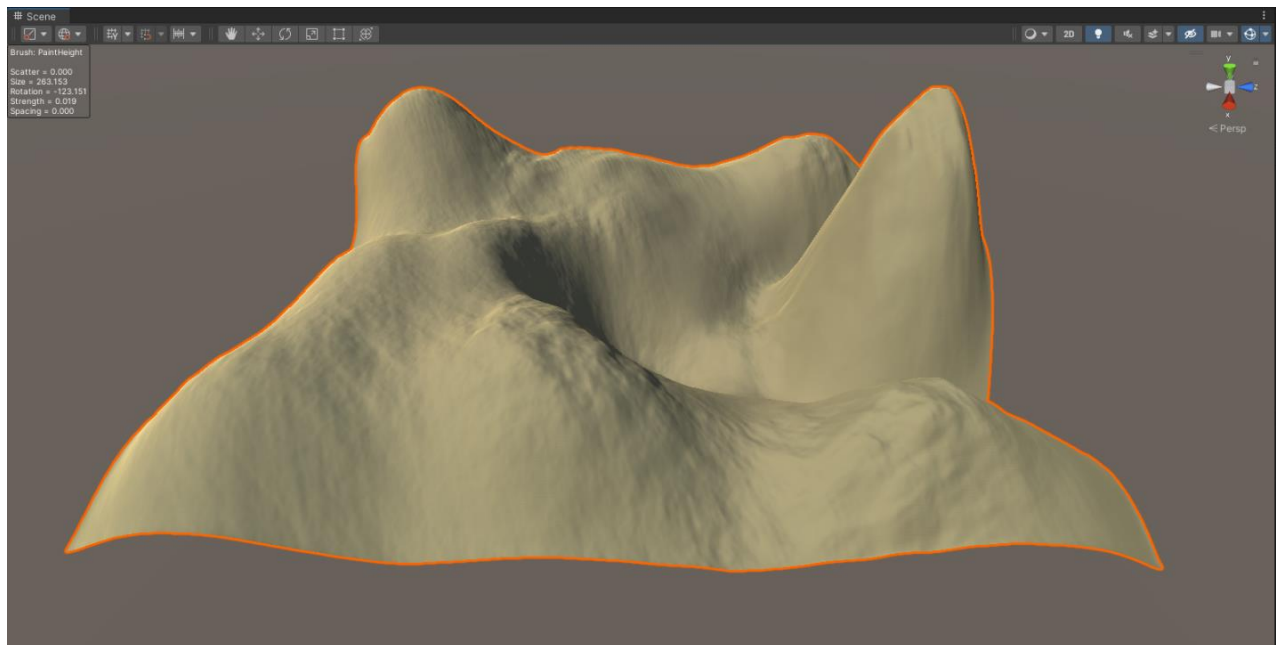 Scene
2D
Brush: PaintHeight
Scatter = 0.000
Size = 263.153
Rotation = -123.151
Strength = 0.019
Spacing = 0.000
y
z
x
Persp